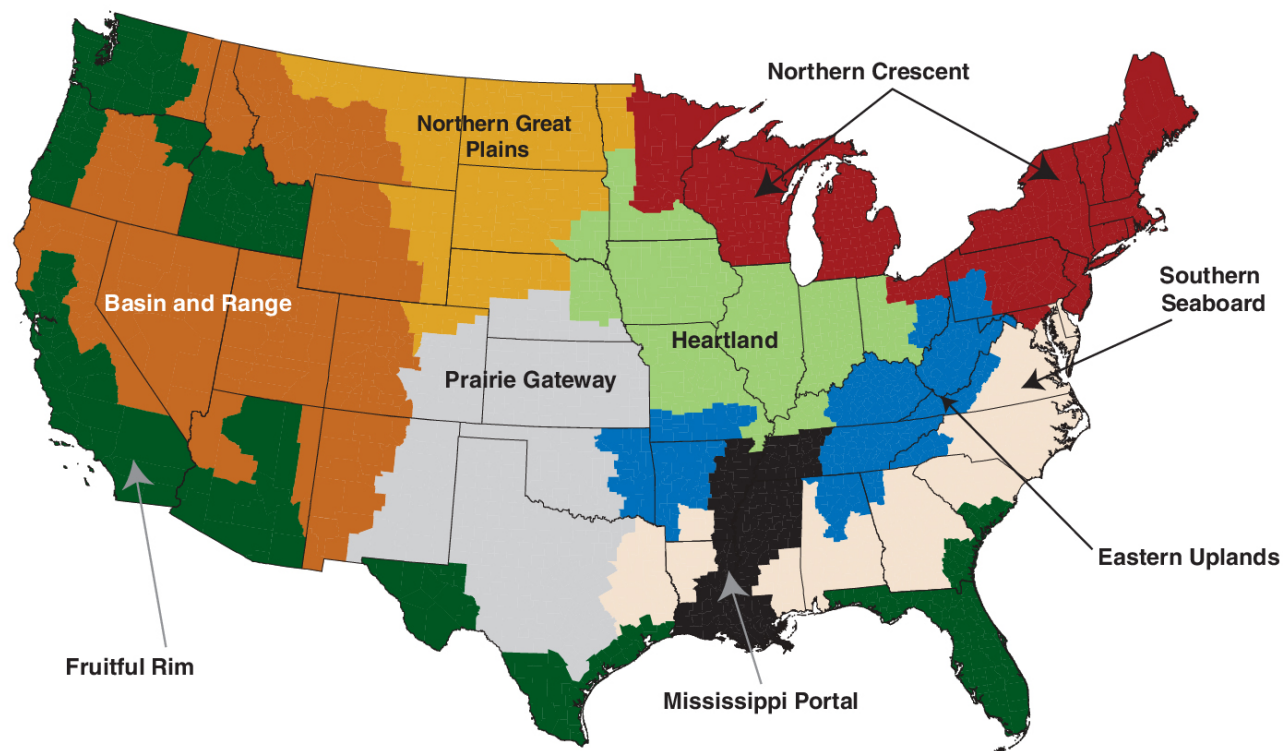 Northern Crescent
Northern Great
Plains
Southern
Seaboard
Basin and Range
Heartland
Prairie Gateway
Eastern Uplands
Fruitful Rim
Mississippi Portal